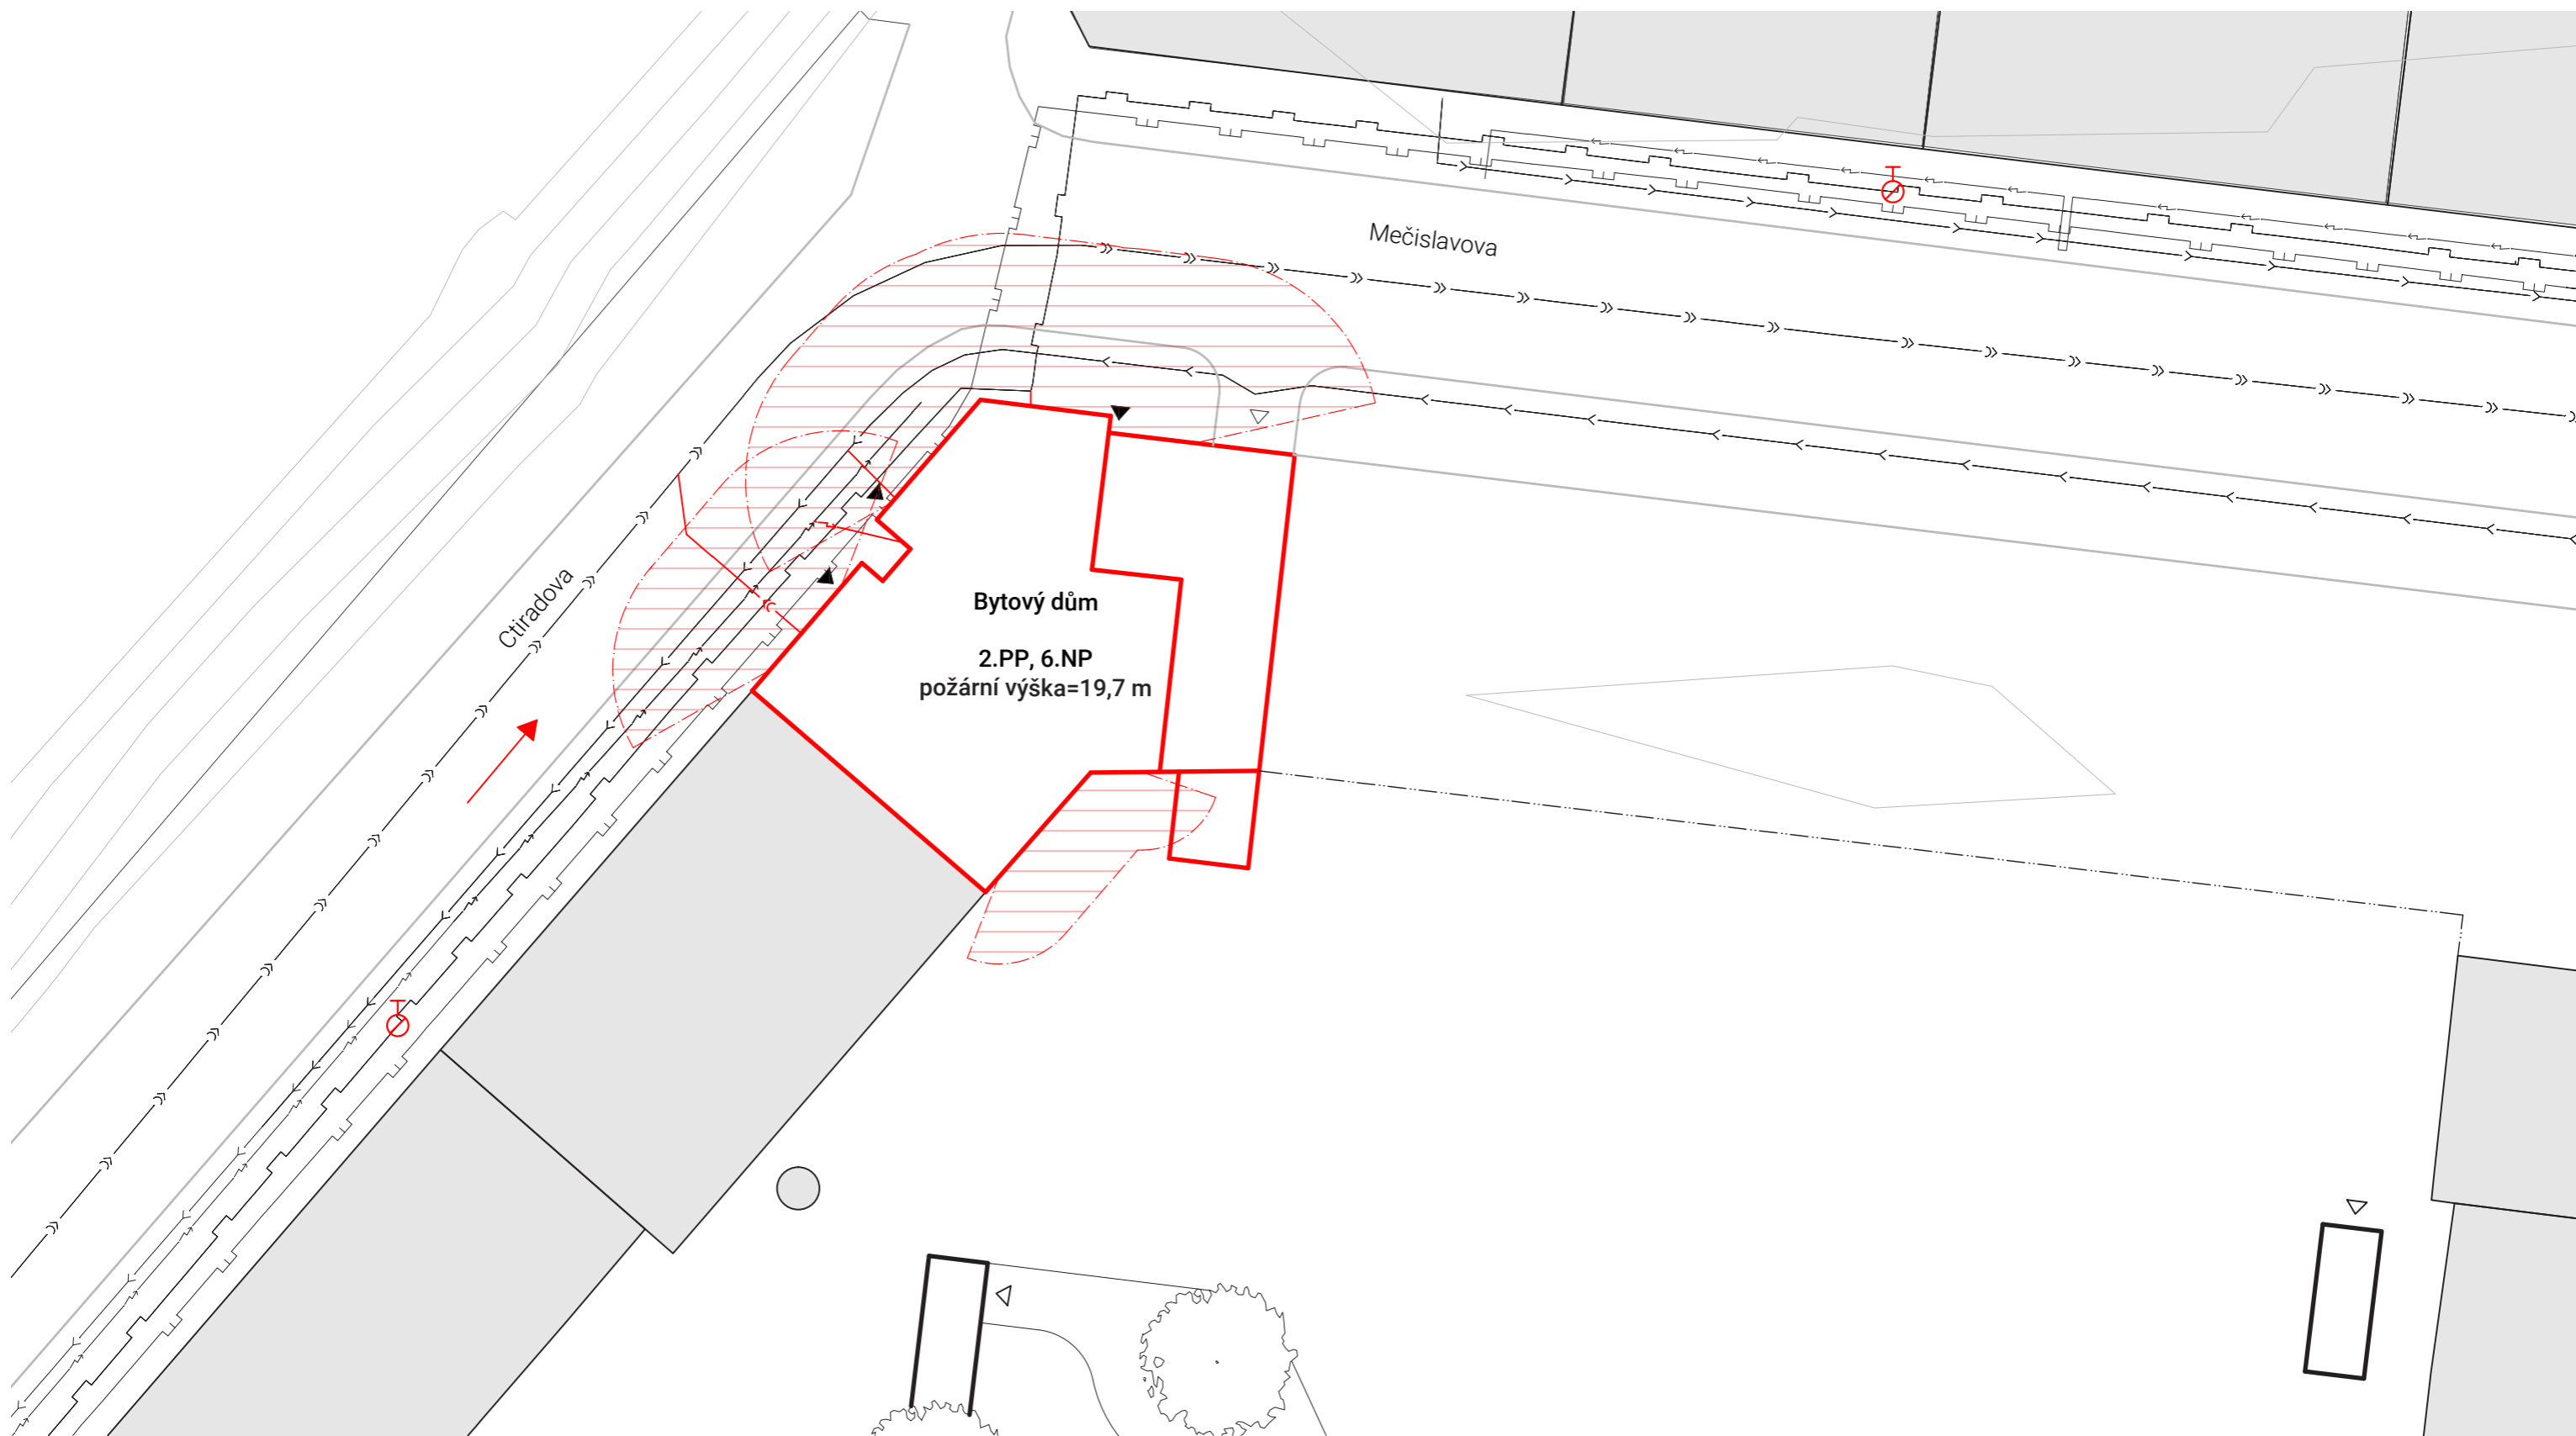 Mečislavova
Ctiradova
Bytový dům
2.PP, 6.NP
požární výška=19,7 m